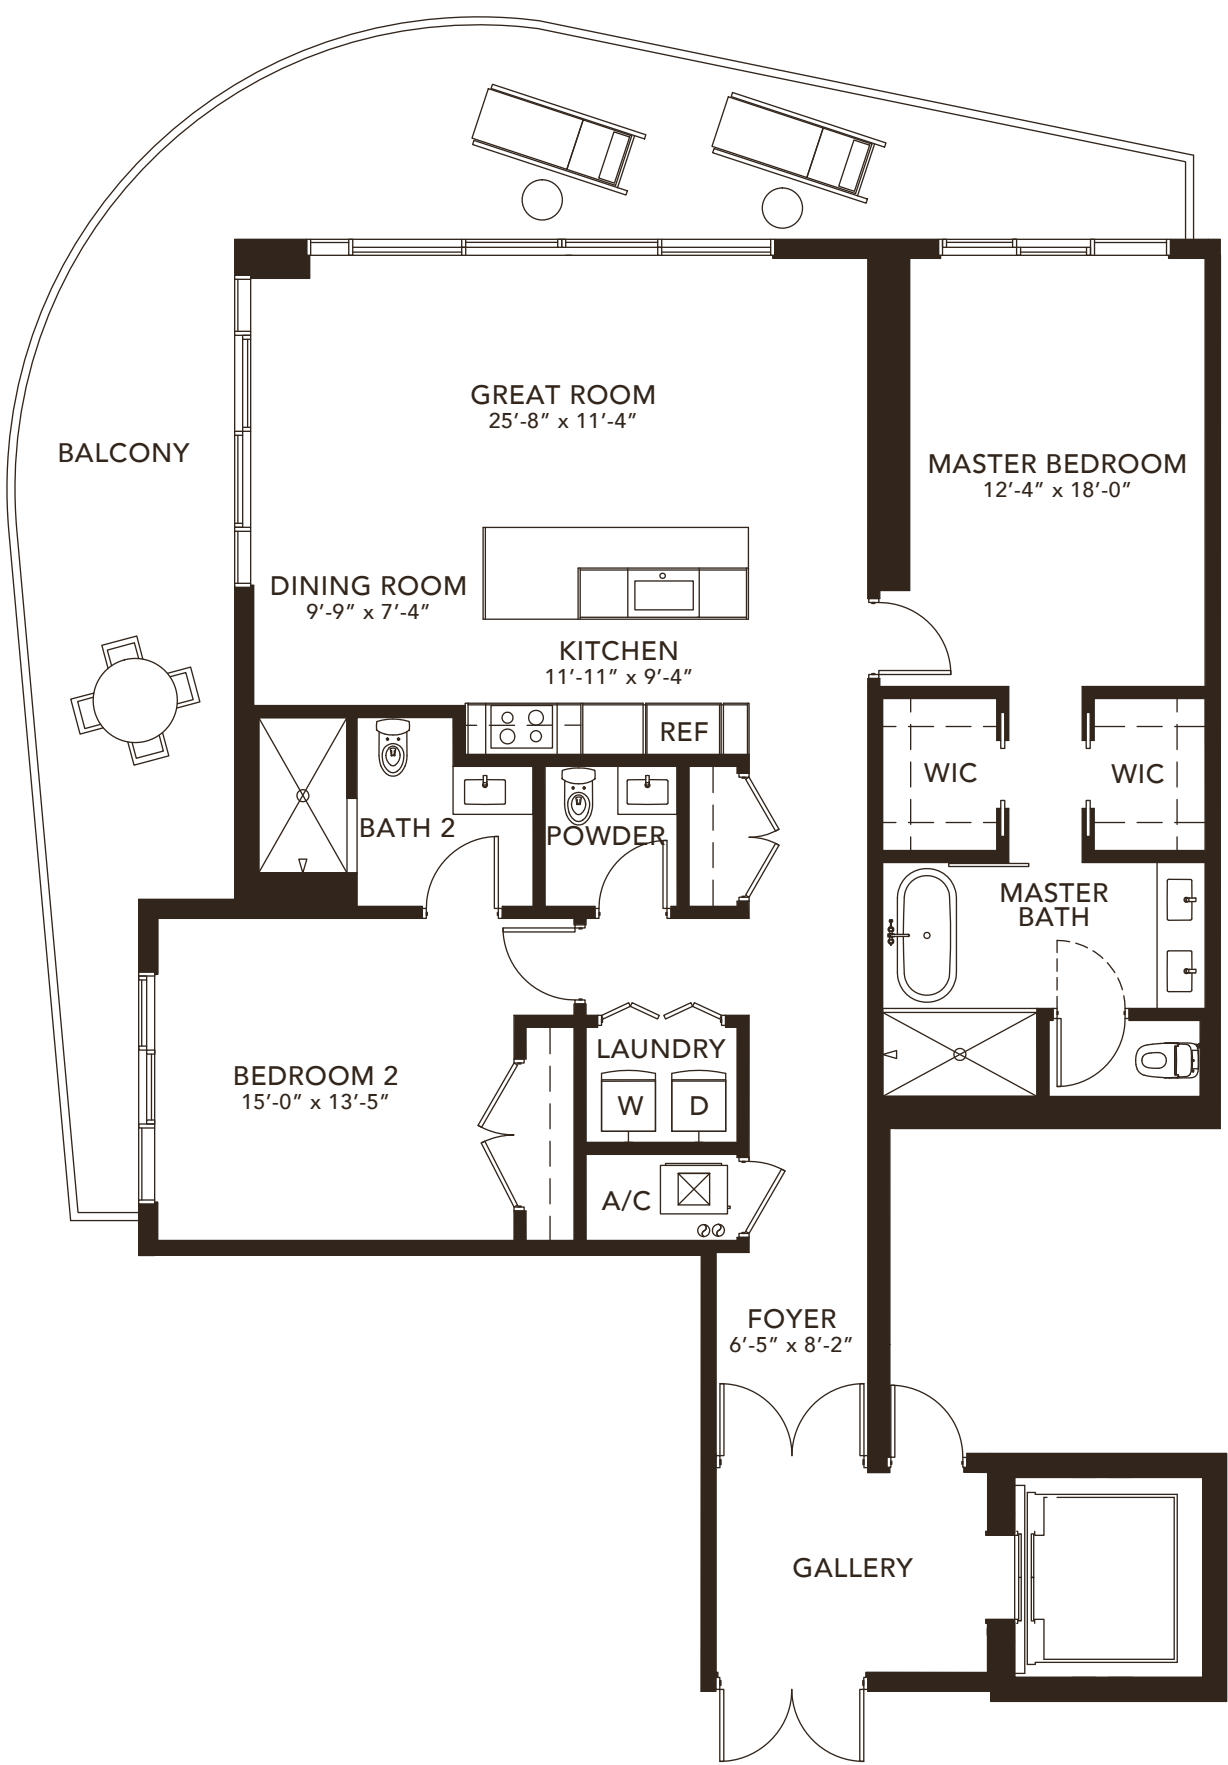 GREAT ROOM
25′-8″ x 11′-4″
BALCONY
MASTER BEDROOM
12′-4″ x 18′-0″
DINING ROOM
9′-9″ x 7′-4″
KITCHEN
11′-11″ x 9′-4″
REF
WIC
WIC
BATH 2
POWDER
MASTER
BATH
LAUNDRY
W
D
BEDROOM 2
15′-0″ x 13′-5″
A/C
FOYER
6′-5″ x 8′-2″
GALLERY